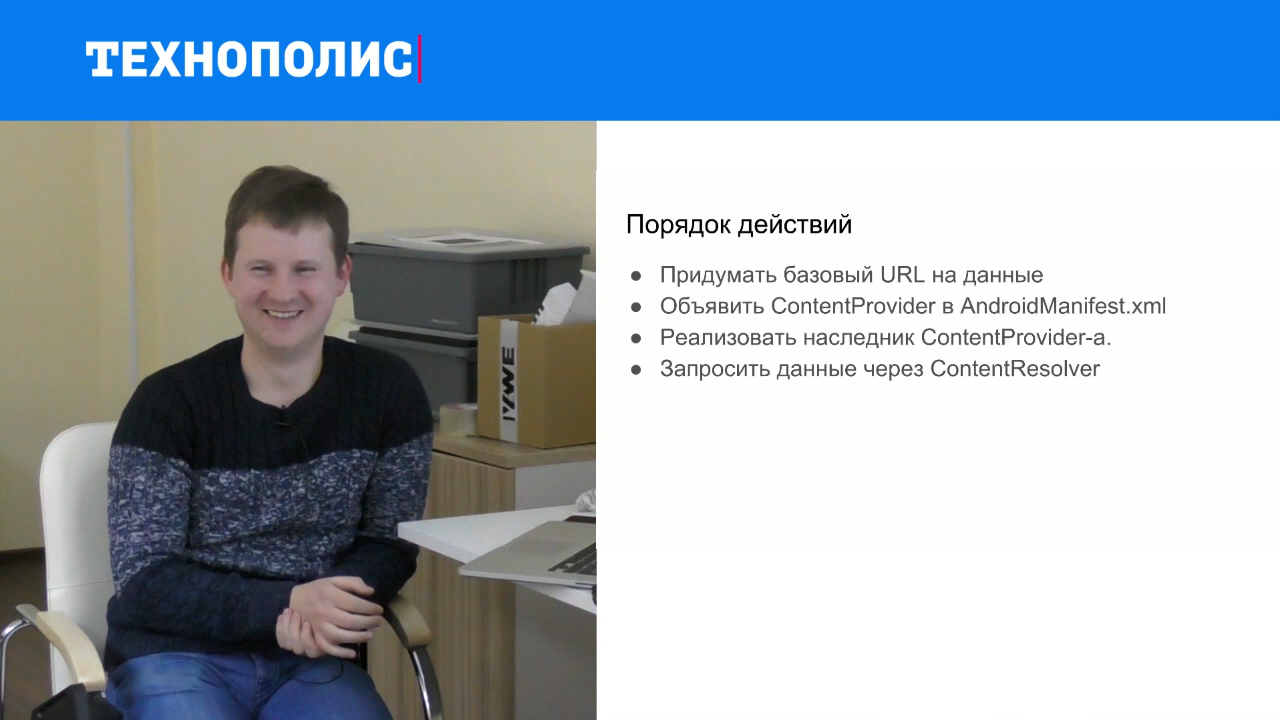 ТЕХНОПОЛИС
Порядок действий
● Придумать базовый URL на данные
● Объявить ContentProvider в AndroidManifest.xml
● Реализовать наследник ContentProvider-а.
● Запросить данные через ContentResolver